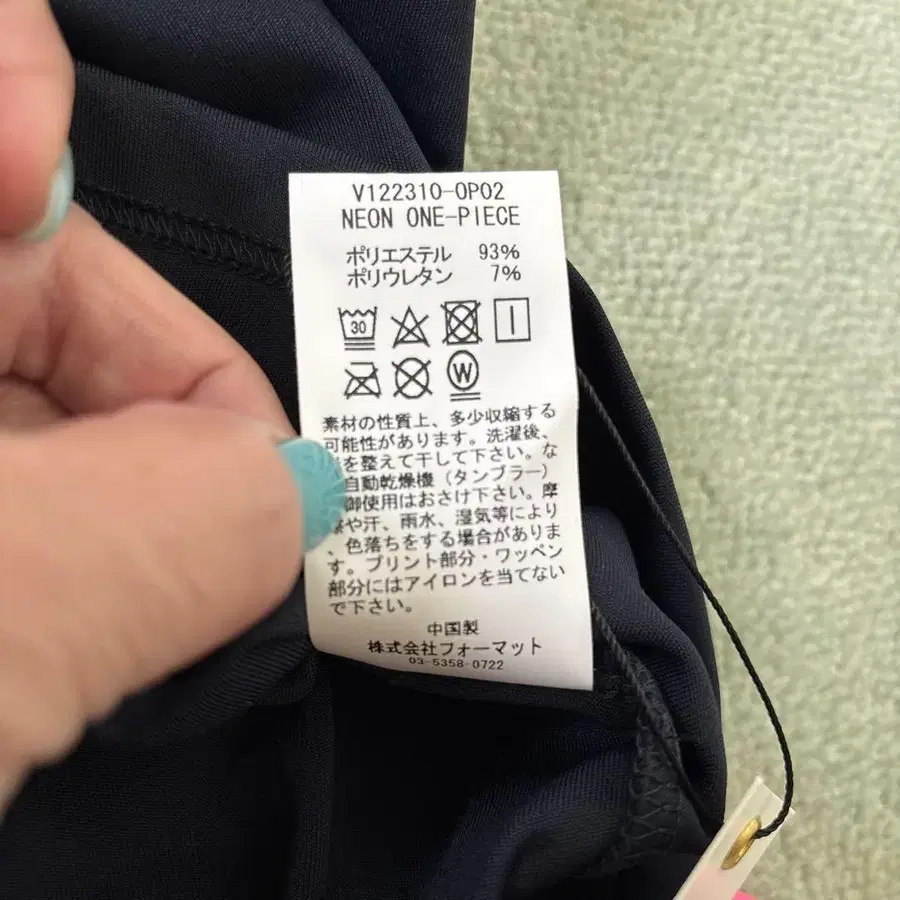 V122310-OP02
NEON ONE-PIECE
ポリエステル 93%
ポリウレタン 7%
30
W
素材の性質上、多少収縮する
可能性があります。洗濯後、
を整えて干して下さい。な
自動乾燥機（タンブラー）
御使用はおさけ下さい。摩
や汗、雨水、湿気等により
、色落ちをする場合がありま
す。プリント部分・ワッペン
部分にはアイロンを当てない
で下さい。
中国製
株式会社フォーマット
03-5358-0722